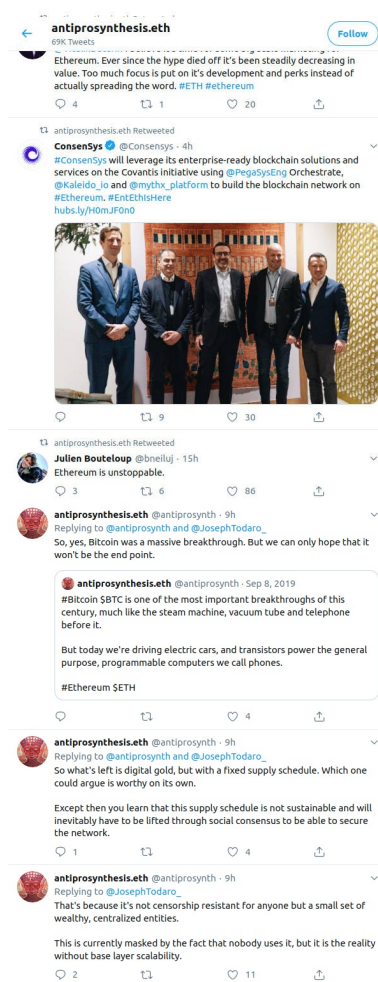 antiprosynthesis.eth
69K Tweets
Follow
Ethereum. Ever since the hype died off it's been steadily decreasing in
value. Too much focus is put on it's development and perks instead of
actually spreading the word. #ETH #ethereum
4 1 20
antiprosynthesis.eth Retweeted
ConsenSys @Consensys · 4h
#ConsenSys will leverage its enterprise-ready blockchain solutions and
services on the Covantis initiative using @PegaSysEng Orchestrate,
@Kaleido_io and @mythx_platform to build the blockchain network on
#Ethereum. #EntEthIsHere
hubs.ly/H0mJF0n0
9 30
antiprosynthesis.eth Retweeted
Julien Bouteloup @bneiluj · 15h
Ethereum is unstoppable.
3 6 86
antiprosynthesis.eth @antiprosynth · 9h
Replying to @antiprosynth and @JosephTodaro_
So, yes, Bitcoin was a massive breakthrough. But we can only hope that it
won't be the end point.
antiprosynthesis.eth @antiprosynth · Sep 8, 2019
#Bitcoin $BTC is one of the most important breakthroughs of this
century, much like the steam machine, vacuum tube and telephone
before it.
But today we're driving electric cars, and transistors power the general
purpose, programmable computers we call phones.
#Ethereum $ETH
4
antiprosynthesis.eth @antiprosynth · 9h
Replying to @antiprosynth and @JosephTodaro_
So what's left is digital gold, but with a fixed supply schedule. Which one
could argue is worthy on its own.
Except then you learn that this supply schedule is not sustainable and will
inevitably have to be lifted through social consensus to be able to secure
the network.
1 4
antiprosynthesis.eth @antiprosynth · 9h
Replying to @JosephTodaro_
That's because it's not censorship resistant for anyone but a small set of
wealthy, centralized entities.
This is currently masked by the fact that nobody uses it, but it is the reality
without base layer scalability.
2 11